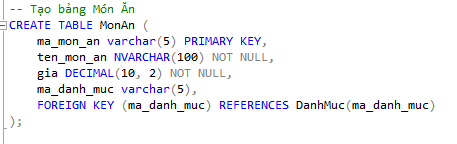 -- Tạo bảng Món Ăn
CREATE TABLE MonAn (
ma_mon_an varchar(5) PRIMARY KEY,
ten_mon_an NVARCHAR(100) NOT NULL,
gia DECIMAL(10, 2) NOT NULL,
ma_danh_muc varchar(5),
FOREIGN KEY (ma_danh_muc) REFERENCES DanhMuc(ma_danh_muc)
);